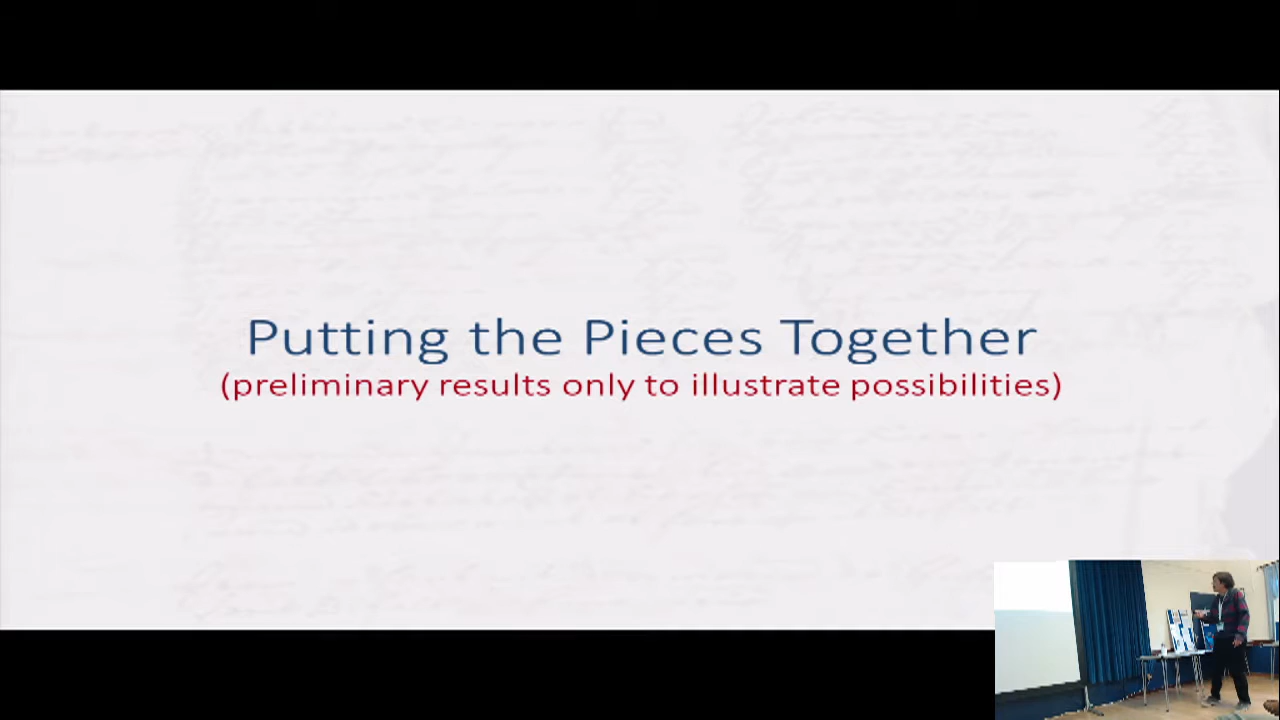 Putting the Pieces Together
(preliminary results only to illustrate possibilities)